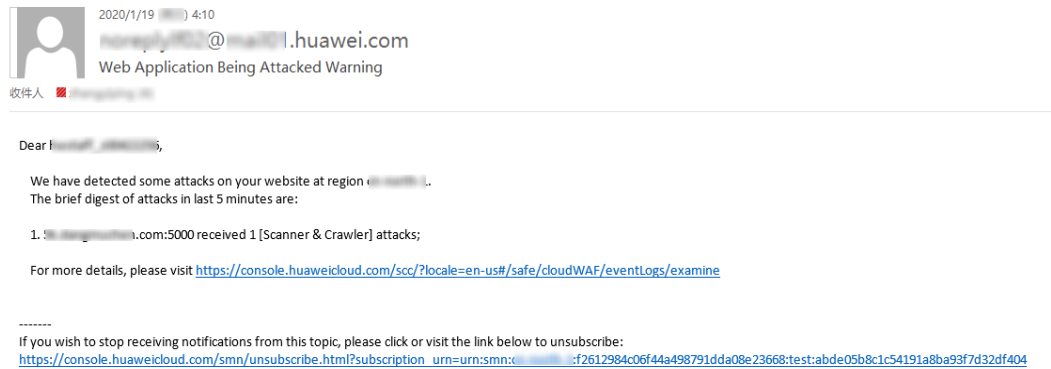 2020/1/19 ) 4:10
@ .huawei.com
Web Application Being Attacked Warning
收件人
Dear ,
We have detected some attacks on your website at region .
The brief digest of attacks in last 5 minutes are:
1. .com:5000 received 1 [Scanner & Crawler] attacks;
For more details, please visit https://console.huaweicloud.com/scc/?locale=en-us#/safe/cloudWAF/eventLogs/examine
-------
If you wish to stop receiving notifications from this topic, please click or visit the link below to unsubscribe:
https://console.huaweicloud.com/smn/unsubscribe.html?subscription_urn=urn:smn: :f2612984c06f44a498791dda08e23668:test:abde05b8c1c54191a8ba93f7d32df404